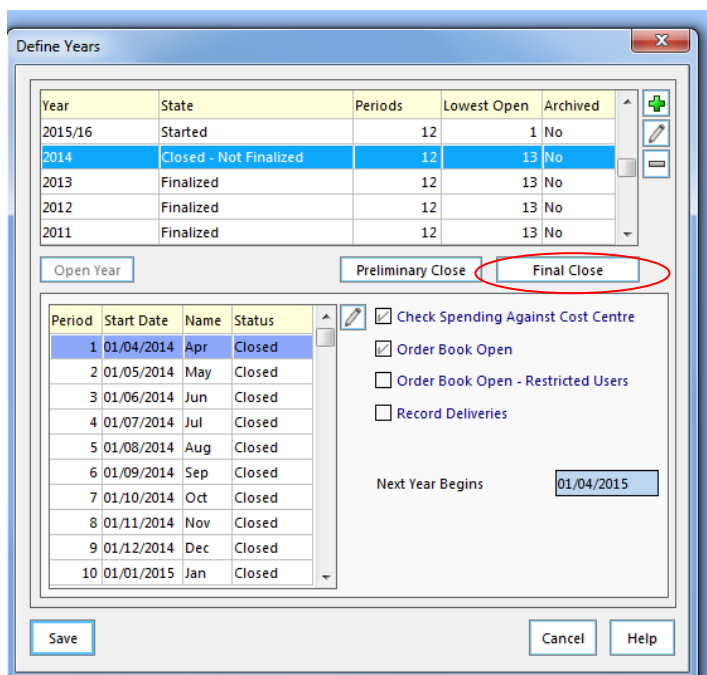 Define Years
Year State Periods Lowest Open Archived
2015/16 Started 12 1 No
2014 Closed - Not Finalized 12 13 No
2013 Finalized 12 13 No
2012 Finalized 12 13 No
2011 Finalized 12 13 No
Open Year Preliminary Close Final Close
Period Start Date Name Status
1 01/04/2014 Apr Closed
2 01/05/2014 May Closed
3 01/06/2014 Jun Closed
4 01/07/2014 Jul Closed
5 01/08/2014 Aug Closed
6 01/09/2014 Sep Closed
7 01/10/2014 Oct Closed
8 01/11/2014 Nov Closed
9 01/12/2014 Dec Closed
10 01/01/2015 Jan Closed
Check Spending Against Cost Centre
Order Book Open
Order Book Open - Restricted Users
Record Deliveries
Next Year Begins 01/04/2015
Save Cancel Help